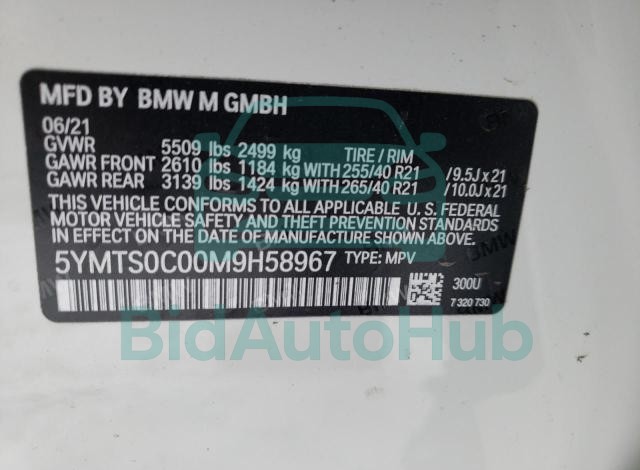 MFD BY BMW M GMBH
06/21
GVWR 5509 lbs 2499 kg TIRE / RIM
GAWR FRONT 2610 lbs 1184 kg WITH 255/40 R21 /9.5J x 21
GAWR REAR 3139 lbs 1424 kg WITH 265/40 R21 /10.0J x 21
THIS VEHICLE CONFORMS TO ALL APPLICABLE U. S. FEDERAL
MOTOR VEHICLE SAFETY AND THEFT PREVENTION STANDARDS
IN EFFECT ON THE DATE OF MANUFACTURE SHOWN ABOVE.
5YMTS0C00M9H58967 TYPE: MPV
300U
7 320 730
BidAutoHub